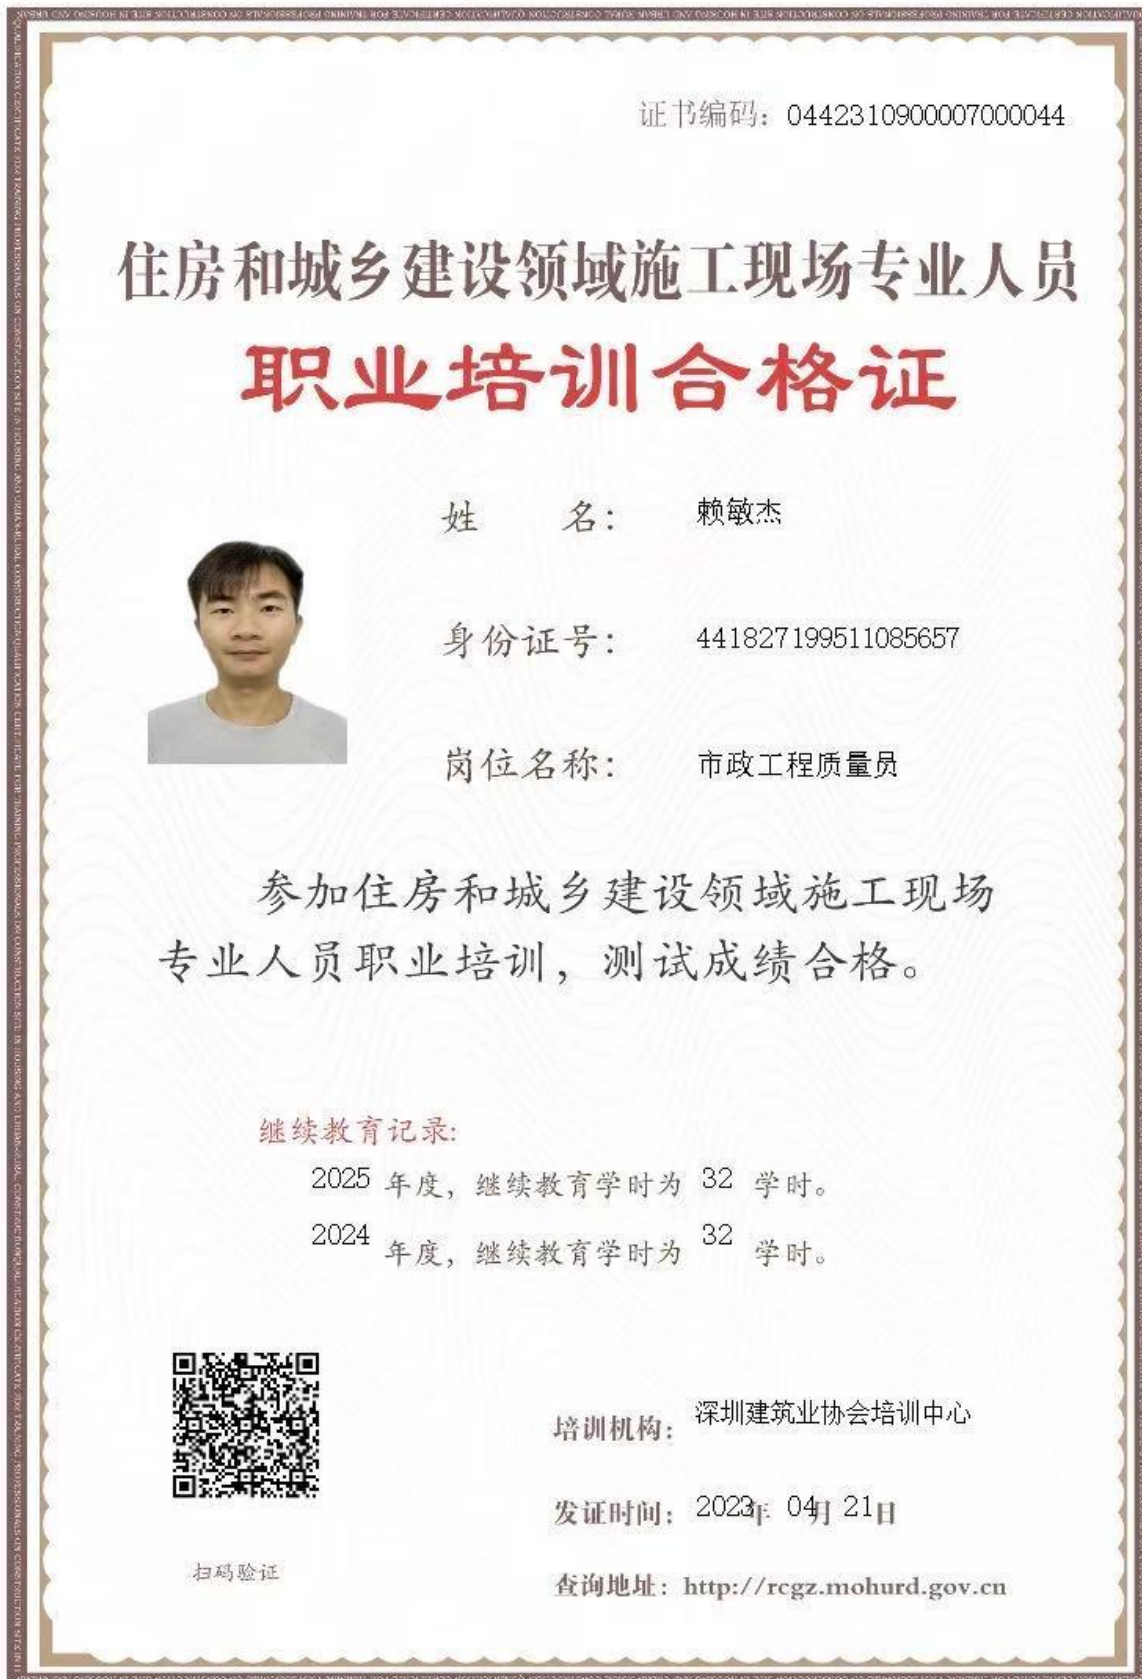 证书编码：0442310900007000044
住房和城乡建设领域施工现场专业人员
职业培训合格证
姓 名： 赖敏杰
身份证号： 441827199511085657
岗位名称： 市政工程质量员
参加住房和城乡建设领域施工现场
专业人员职业培训，测试成绩合格。
继续教育记录:
2025 年度，继续教育学时为 32 学时。
2024 年度，继续教育学时为 32 学时。
培训机构： 深圳建筑业协会培训中心
发证时间： 2023年 04月 21日
扫码验证
查询地址：http://rcgz.mohurd.gov.cn